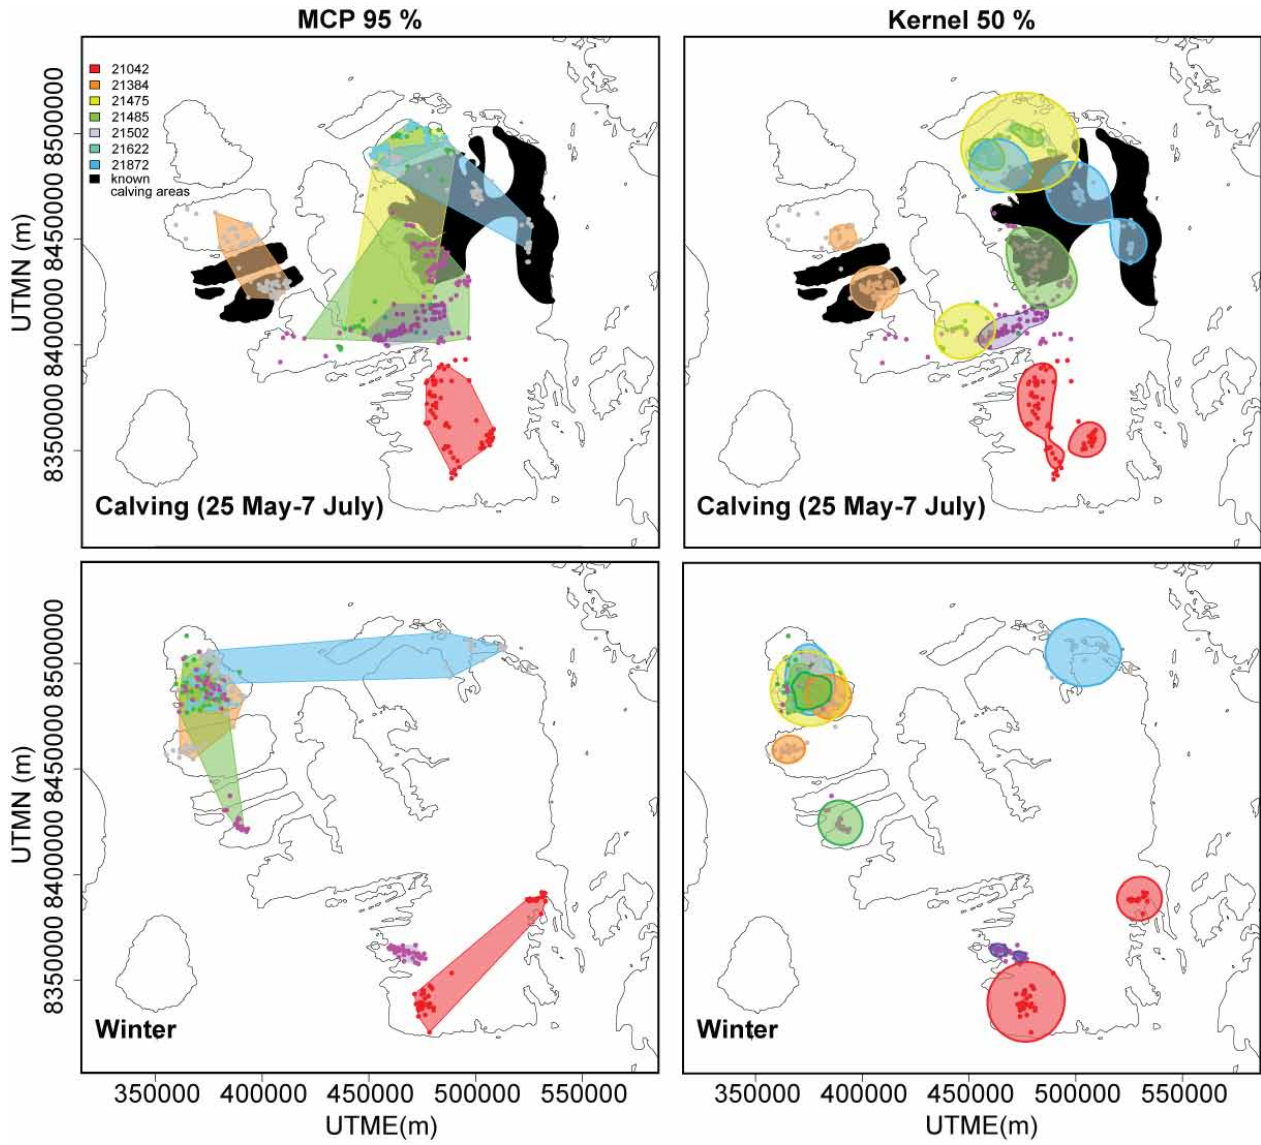 MCP 95 %
Kernel 50 %
21042
21384
21475
21485
21502
21622
21872
known
calving areas
UTMN (m)
8350000 8400000 8450000 8500000
Calving (25 May-7 July)
Calving (25 May-7 July)
UTMN (m)
8350000 8400000 8450000 8500000
Winter
Winter
350000 400000 450000 500000 550000
350000 400000 450000 500000 550000
UTME(m)
UTME(m)